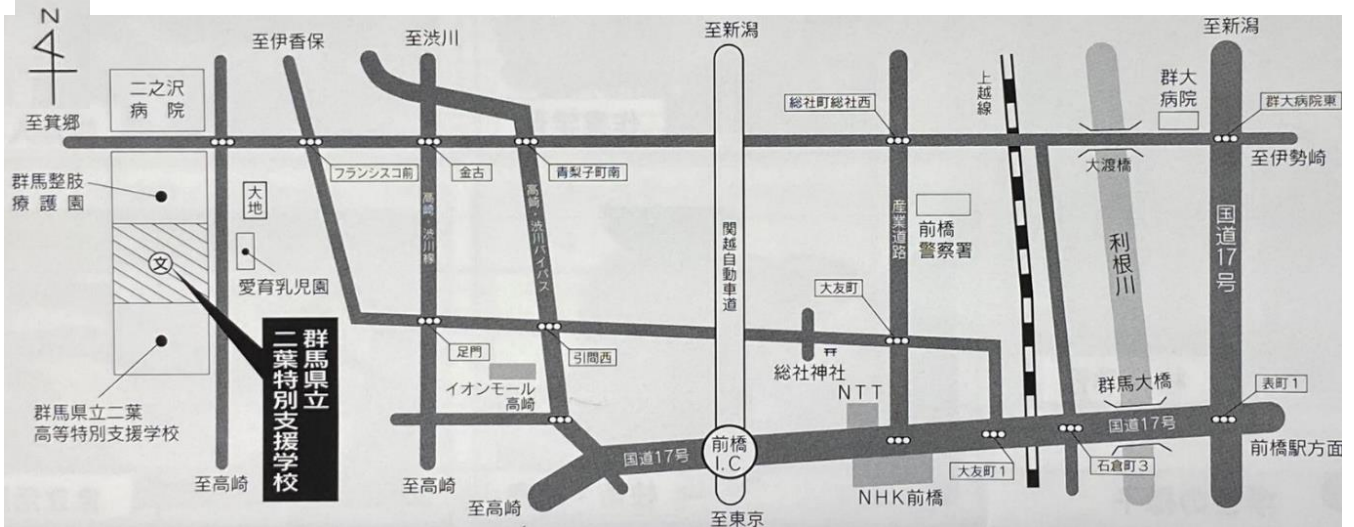 N
至伊香保
至渋川
至新潟
至新潟
二之沢
病院
総社町総社西
上越線
群大
病院
群大病院東
至箕郷
至伊勢崎
フランシスコ前
金古
青梨子町南
大渡橋
群馬整肢
療護園
大地
高崎・渋川線
高崎・渋川バイパス
関越自動車道
産業道路
前橋
警察署
利根川
国道17号
文
愛育乳児園
大友町
群馬県立
二葉特別支援学校
足門
引間西
総社神社
イオンモール
高崎
NTT
群馬大橋
表町1
群馬県立二葉
高等特別支援学校
国道17号
前橋
I.C
国道17号
前橋駅方面
大友町1
石倉町3
至高崎
至高崎
至高崎
NHK前橋
至東京